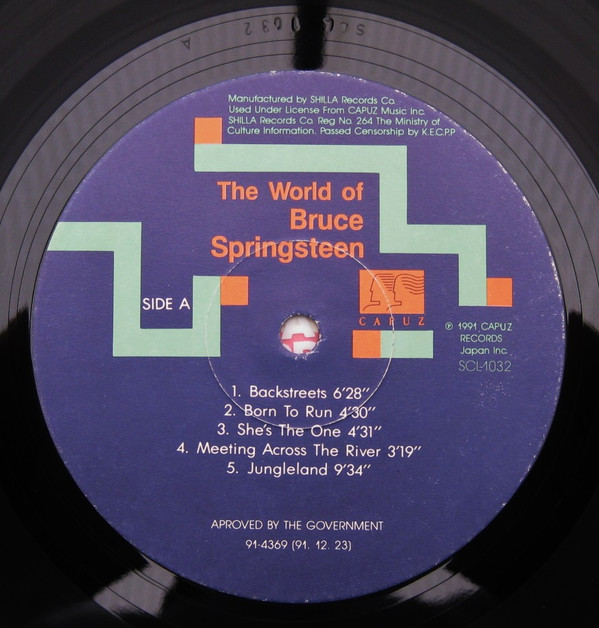 Manufactured by SHILLA Records Co.
Used Under License From CAPUZ Music Inc.
SHILLA Records Co. Reg No. 264 The Ministry of
Culture Information. Passed Censorship by K.E.C.P.P
The World of
Bruce
Springsteen
SIDE A
CAPUZ
℗ 1991 CAPUZ
RECORDS
Japan Inc.
SCL-1032
1. Backstreets 6'28"
2. Born To Run 4'30"
3. She's The One 4'31"
4. Meeting Across The River 3'19"
5. Jungleland 9'34"
APROVED BY THE GOVERNMENT
91-4369 (91. 12. 23)